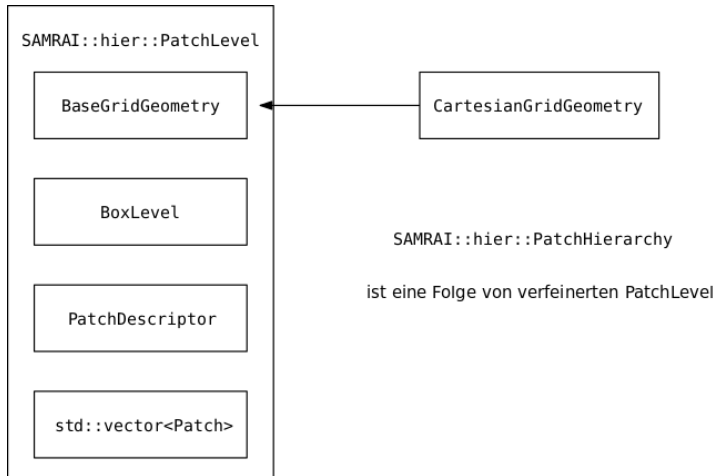 SAMRAI::hier::PatchLevel
BaseGridGeometry
CartesianGridGeometry
BoxLevel
SAMRAI::hier::PatchHierarchy
ist eine Folge von verfeinerten PatchLevel
PatchDescriptor
std::vector<Patch>